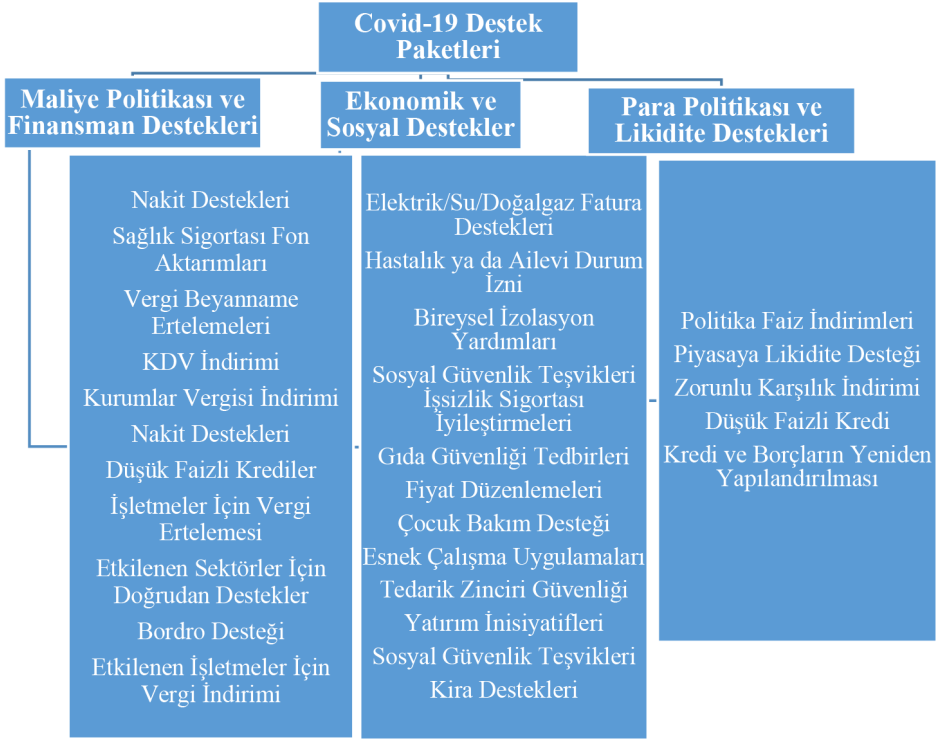 Covid-19 Destek
Paketleri
Maliye Politikası ve
Finansman Destekleri
Ekonomik ve
Sosyal Destekler
Para Politikası ve
Likidite Destekleri
Nakit Destekleri
Sağlık Sigortası Fon
Aktarımları
Vergi Beyanname
Ertelemeleri
KDV İndirimi
Kurumlar Vergisi İndirimi
Nakit Destekleri
Düşük Faizli Krediler
İşletmeler İçin Vergi
Ertelemesi
Etkilenen Sektörler İçin
Doğrudan Destekler
Bordro Desteği
Etkilenen İşletmeler İçin
Vergi İndirimi
Elektrik/Su/Doğalgaz Fatura
Destekleri
Hastalık ya da Ailevi Durum
İzni
Bireysel İzolasyon
Yardımları
Sosyal Güvenlik Teşvikleri
İşsizlik Sigortası
İyileştirmeleri
Gıda Güvenliği Tedbirleri
Fiyat Düzenlemeleri
Çocuk Bakım Desteği
Esnek Çalışma Uygulamaları
Tedarik Zinciri Güvenliği
Yatırım İnisiyatifleri
Sosyal Güvenlik Teşvikleri
Kira Destekleri
Politika Faiz İndirimleri
Piyasaya Likidite Desteği
Zorunlu Karşılık İndirimi
Düşük Faizli Kredi
Kredi ve Borçların Yeniden
Yapılandırılması